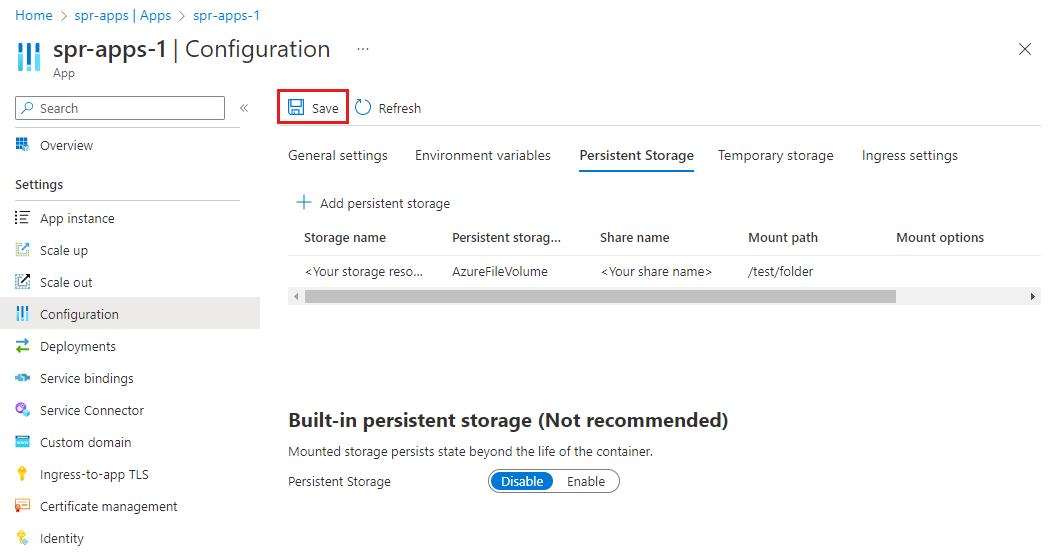 Home > spr-apps | Apps > spr-apps-1
spr-apps-1 | Configuration ...
App
Search «
Save Refresh
Overview
Settings
App instance
Scale up
Scale out
Configuration
Deployments
Service bindings
Service Connector
Custom domain
Ingress-to-app TLS
Certificate management
Identity
General settings Environment variables Persistent Storage Temporary storage Ingress settings
Add persistent storage
Storage name Persistent storag... Share name Mount path Mount options
<Your storage reso... AzureFileVolume <Your share name> /test/folder
Built-in persistent storage (Not recommended)
Mounted storage persists state beyond the life of the container.
Persistent Storage Disable Enable